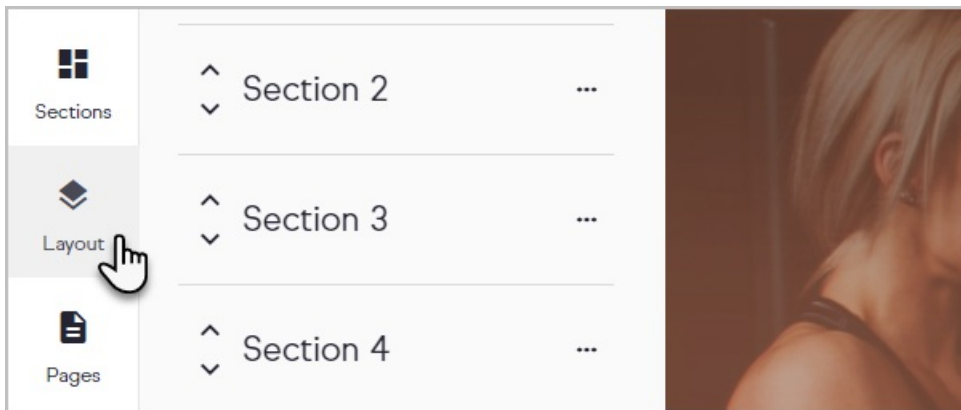 Sections
Layout
Pages
Section 2
Section 3
Section 4